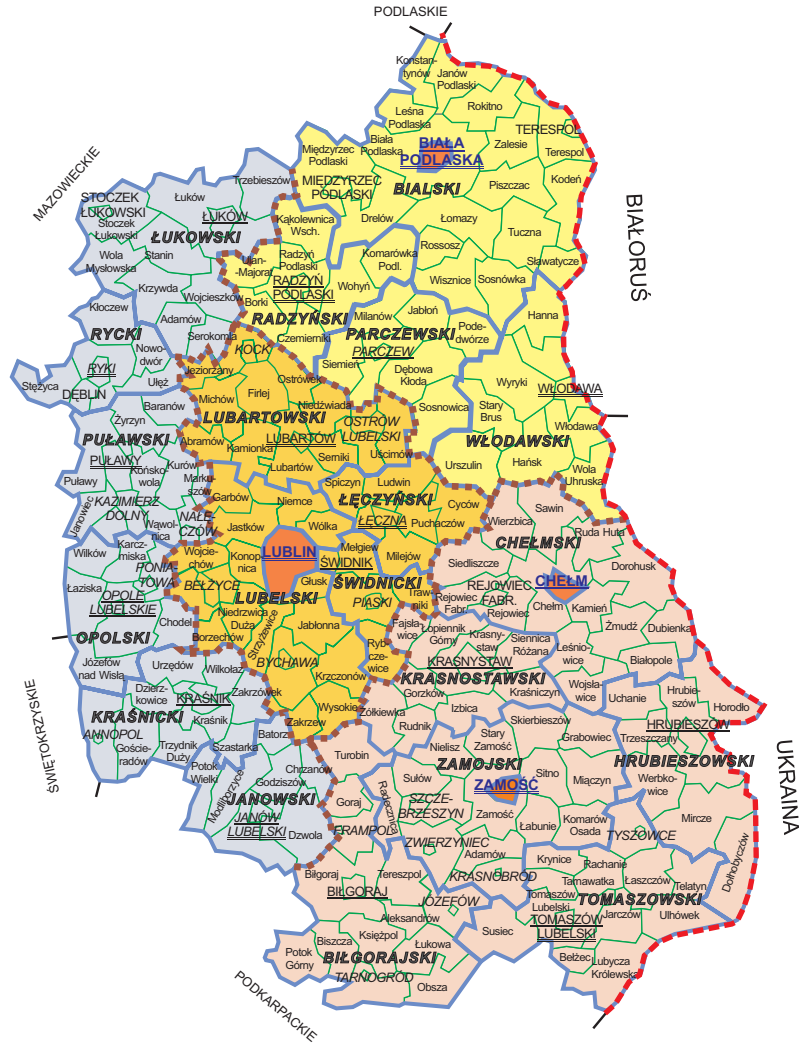 PODLASKIE
Konstan-
tynów
Janów
Podlaski
Rokitno
Leśna
Podlaska
TERESPOL
Biała
Podlaska
BIAŁA
PODLASKA
Zalesie
Terespol
MAZOWIECKIE
Międzyrzec
Podlaski
MIĘDZYRZEC
PODLASKI
BIALSKI
Piszczac
Kodeń
BIAŁORUŚ
Trzebieszów
STOCZEK
ŁUKOWSKI
Łuków
ŁUKÓW
Stoczek
Łukowski
ŁUKOWSKI
Kąkolewnica
Wsch.
Drelów
Łomazy
Tuczna
Rossosz
Wola
Mysłowska
Stanin
Ulan-
-Majorat
Radzyń
Podlaski
RADZYŃ
PODLASKI
Komarówka
Podl.
Wisznice
Sosnówka
Sławatycze
Krzywda
Wojcieszków
Borki
Wohyń
Kłoczew
Adamów
RADZYŃSKI
Milanów
Jabłoń
Hanna
RYCKI
Serokomla
Czemierniki
PARCZEWSKI
PARCZEW
Pode-
dwórze
Nowo-
dwór
KOCK
Siemień
RYKI
Jeziorzany
Ostrówek
Dębowa
Kłoda
Wyryki
WŁODAWA
Stężyca
DĘBLIN
Ułęż
Michów
Firlej
Niedźwiada
Sosnowica
Stary
Brus
Baranów
LUBARTOWSKI
OSTRÓW
LUBELSKI
Włodawa
Żyrzyn
PUŁAWSKI
Abramów
Kamionka
LUBARTÓW
Uścimów
WŁODAWSKI
PUŁAWY
Końsko-
wola
Kurów
Lubartów
Serniki
Urszulin
Hańsk
Wola
Uhruska
Puławy
Marku-
szów
Garbów
Spiczyn
Ludwin
ŁĘCZYŃSKI
Janowiec
KAZIMIERZ
DOLNY
NAŁĘ-
CZÓW
Wąwol-
nica
Niemce
ŁĘCZNA
Puchaczów
Cyców
Sawin
Wierzbica
Jastków
Wólka
Ruda Huta
CHEŁMSKI
Wilków
Karcz-
miska
Wojcie-
chów
Konop-
nica
LUBLIN
Mełgiew
ŚWIDNIK
Milejów
Siedliszcze
Dorohusk
Łaziska
PONIA-
TOWA
BEŁŻYCE
Głusk
ŚWIDNICKI
PIASKI
REJOWIEC
FABR.
CHEŁM
OPOLE
LUBELSKIE
LUBELSKI
Traw-
niki
Rejowiec
Fabr.
Rejowiec
Chełm
Kamień
OPOLSKI
Chodel
Borzechów
Niedrzwica
Duża
Strzyżewice
Jabłonna
Fajsła-
wice
Łopiennik
Górny
Krasny-
staw
Siennica
Różana
Żmudź
Dubienka
Józefów
nad Wisłą
Urzędów
Wilkołaz
BYCHAWA
Ryb-
cze-
wice
KRASNYSTAW
KRASNOSTAWSKI
Leśnio-
wice
Białopole
ŚWIĘTOKRZYSKIE
Dzierz-
kowice
KRAŚNIK
Zakrzówek
Krzczonów
Gorzków
Kraśniczyn
Wojsła-
wice
Uchanie
Hrubie-
szów
Horodło
KRAŚNICKI
Kraśnik
Wysokie
Żółkiewka
Izbica
HRUBIESZÓW
ANNOPOL
Goście-
radów
Zakrzew
Rudnik
Skierbieszów
Grabowiec
Trzeszczany
Trzydnik
Duży
Szastarka
Batorz
Nielisz
Stary
Zamość
HRUBIESZOWSKI
UKRAINA
Potok
Wielki
Chrzanów
Turobin
ZAMOJSKI
ZAMOŚĆ
Sitno
Miączyn
Werbko-
wice
Modliborzyce
Godziszów
JANOWSKI
Goraj
Radecznica
Sułów
SZCZE-
BRZESZYN
Zamość
Łabunie
Komarów
Osada
TYSZOWCE
Mircze
JANÓW
LUBELSKI
Dzwola
FRAMPOL
ZWIERZYNIEC
Dołhobyczów
Adamów
KRASNOBRÓD
Krynice
Rachanie
Biłgoraj
Tereszpol
Tarnawatka
Łaszczów
Telatyn
BIŁGORAJ
JÓZEFÓW
Tomaszów
Lubelski
TOMASZOWSKI
Aleksandrów
TOMASZÓW
LUBELSKI
Jarczów
Ulhówek
Biszcza
Księżpol
Łukowa
Susiec
Potok
Górny
BIŁGORAJSKI
TARNOGRÓD
Bełżec
Lubycza
Królewska
Obsza
PODKARPACKIE